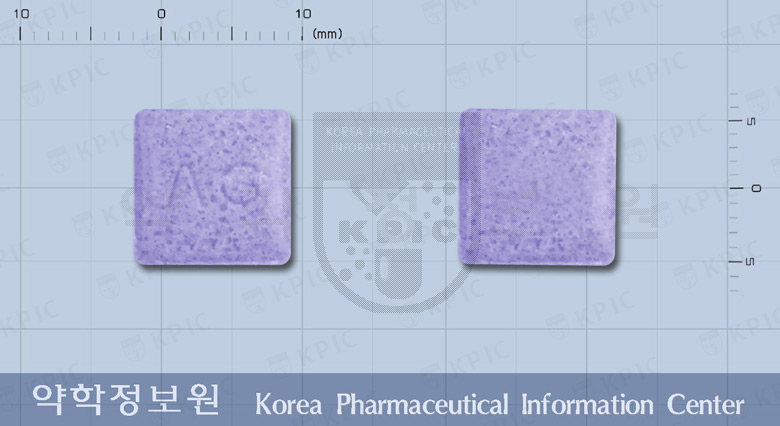 10 0 10 (mm)
5
0
5
AG
KOREA PHARMACEUTICAL
INFORMATION CENTER
KPIC
약학정보원 Korea Pharmaceutical Information Center